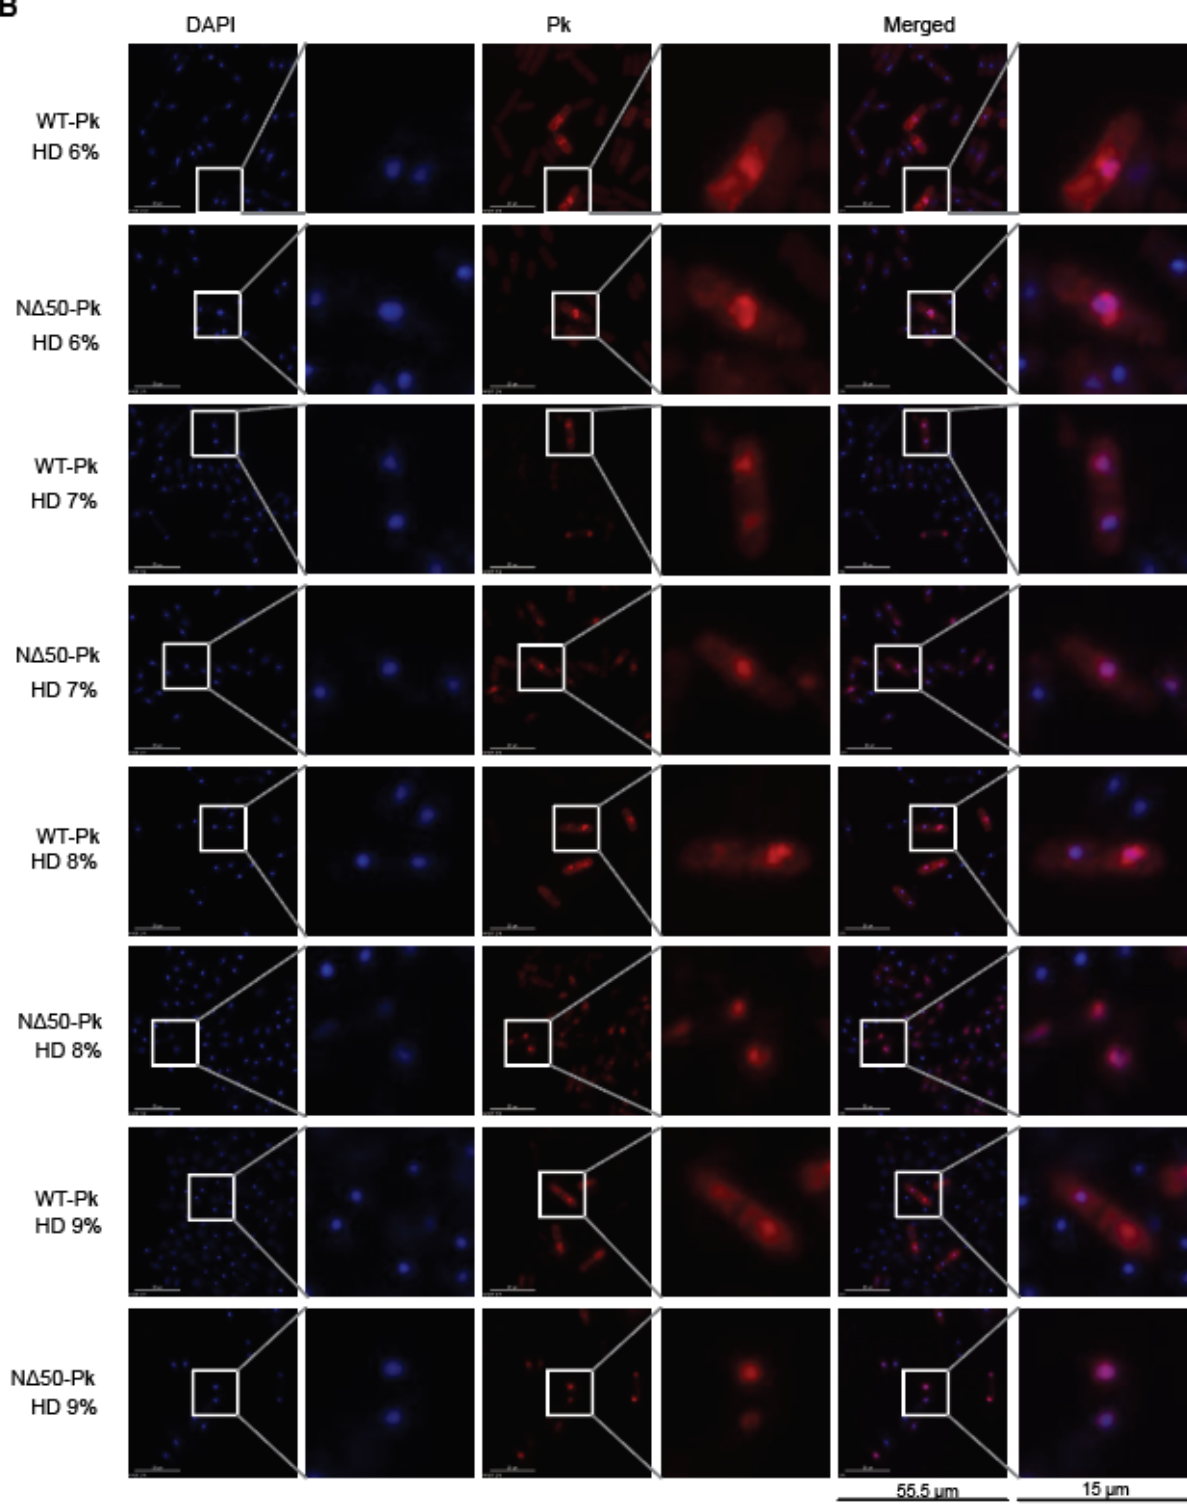 B
DAPI Pk Merged
WT-Pk
HD 6%
NΔ50-Pk
HD 6%
WT-Pk
HD 7%
NΔ50-Pk
HD 7%
WT-Pk
HD 8%
NΔ50-Pk
HD 8%
WT-Pk
HD 9%
NΔ50-Pk
HD 9%
55.5 µm 15 µm